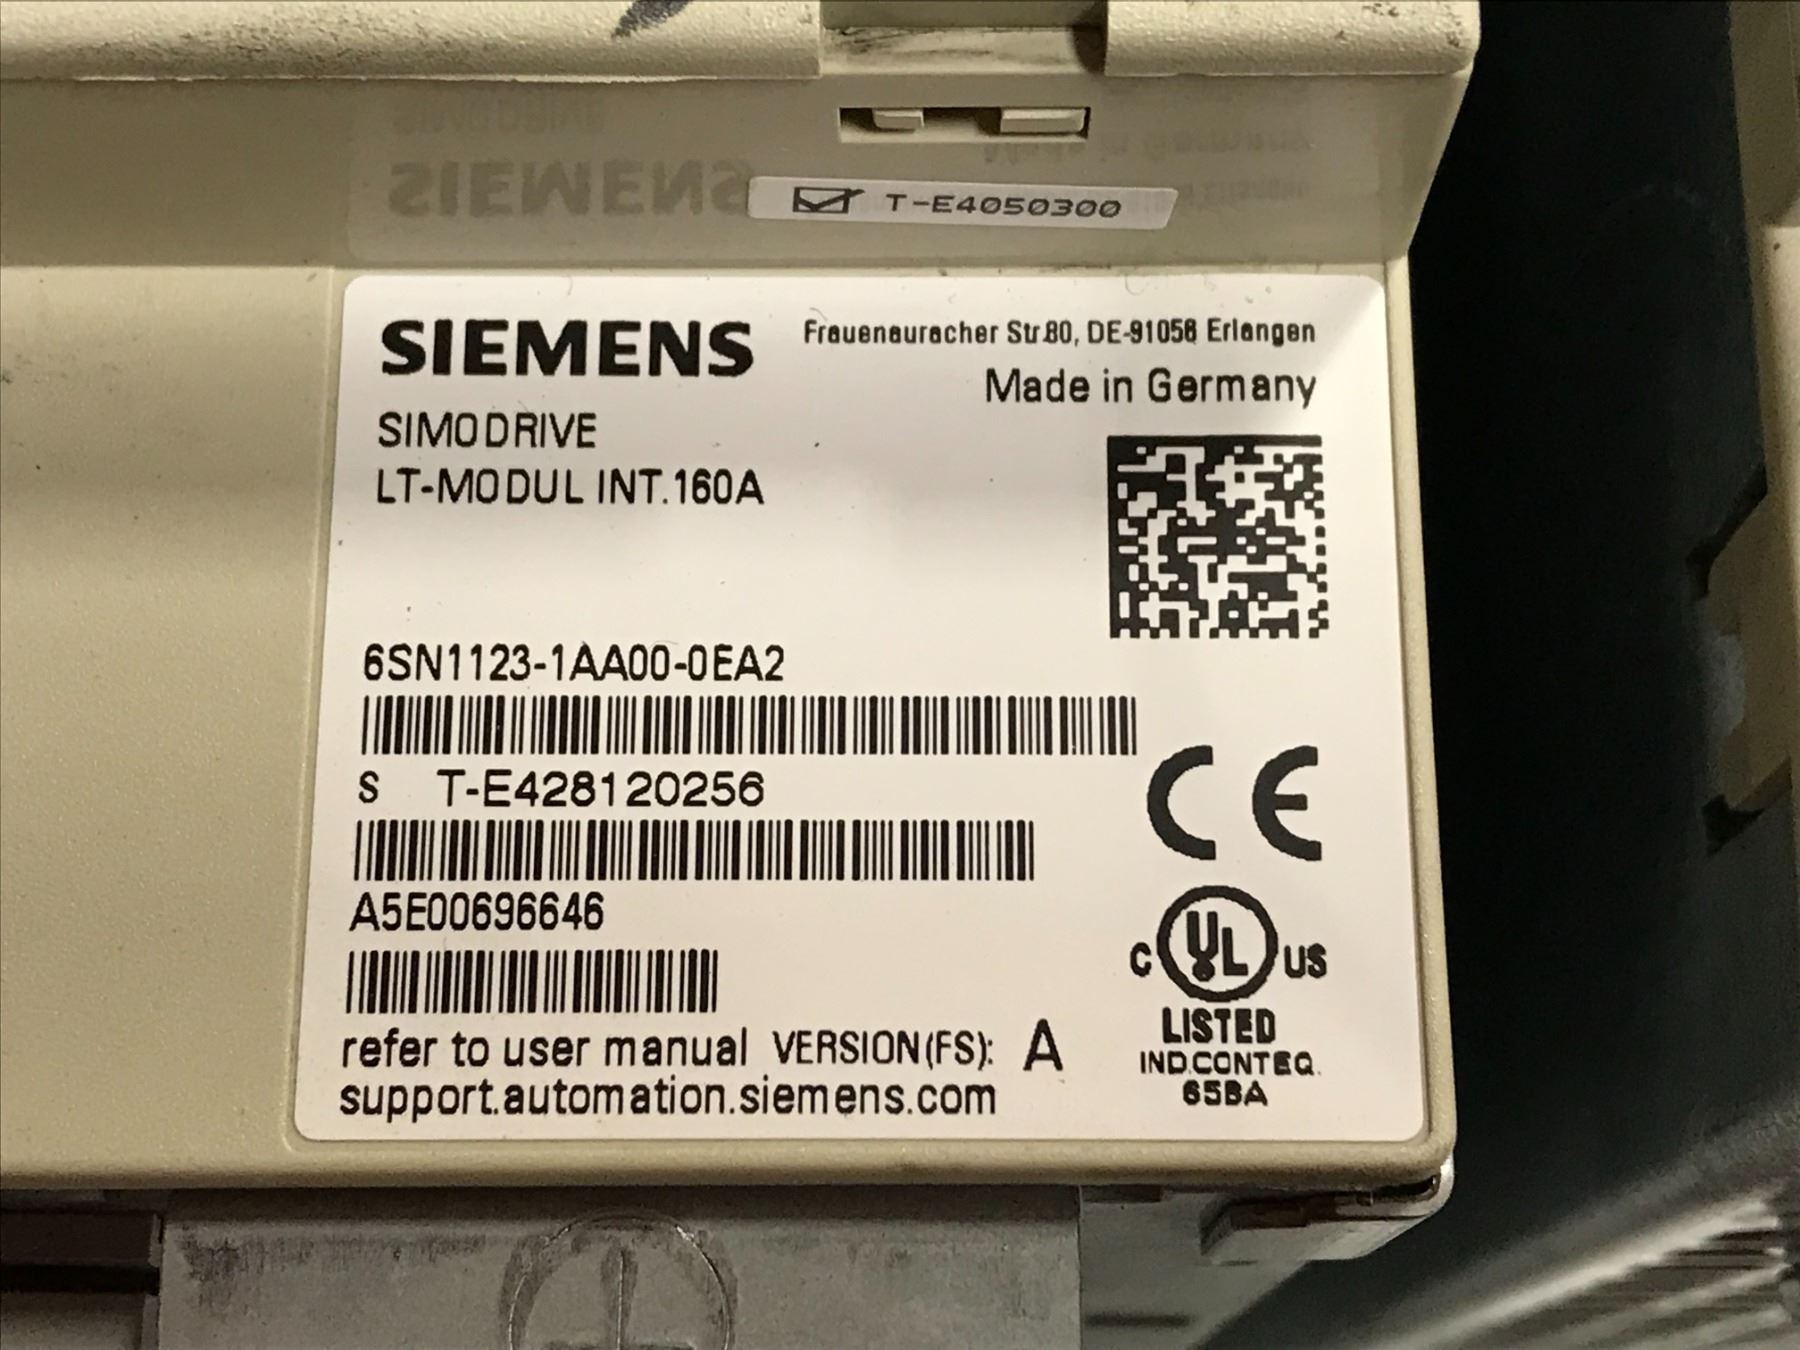 T-E4050300
SIEMENS
Frauenauracher Str.80, DE-91056 Erlangen
Made in Germany
SIMODRIVE
LT-MODUL INT.160A
6SN1123-1AA00-0EA2
S T-E428120256
A5E00696646
refer to user manual VERSION(FS): A
support.automation.siemens.com
CE
C UL US
LISTED
IND.CONT.EQ.
65BA